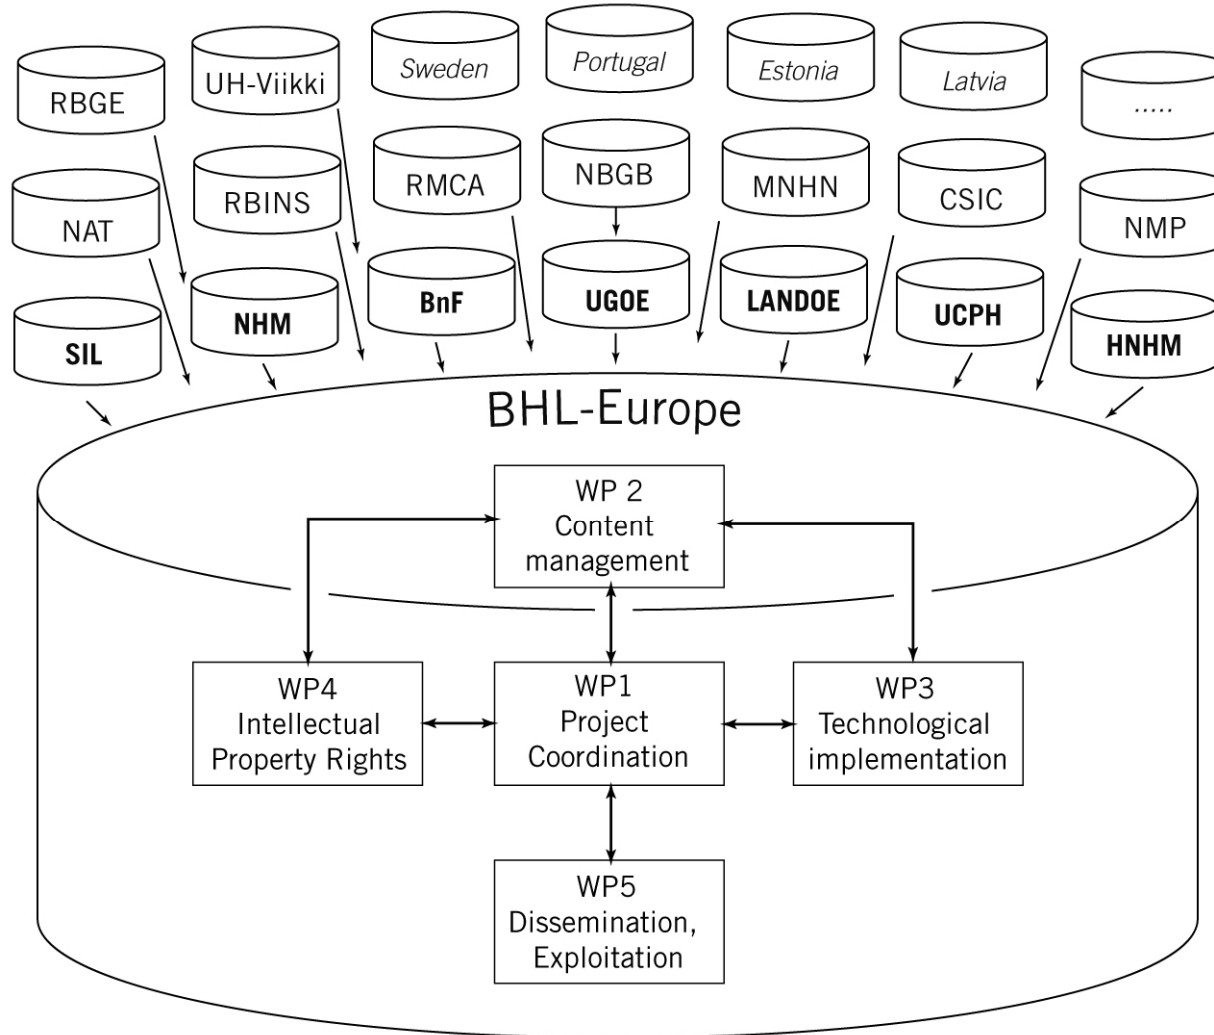 RBGE
UH-Viikki
Sweden
Portugal
Estonia
Latvia
.....
NAT
RBINS
RMCA
NBGB
MNHN
CSIC
NMP
SIL
NHM
BnF
UGOE
LANDOE
UCPH
HNHM
BHL-Europe
WP 2
Content
management
WP4
Intellectual
Property Rights
WP1
Project
Coordination
WP3
Technological
implementation
WP5
Dissemination,
Exploitation